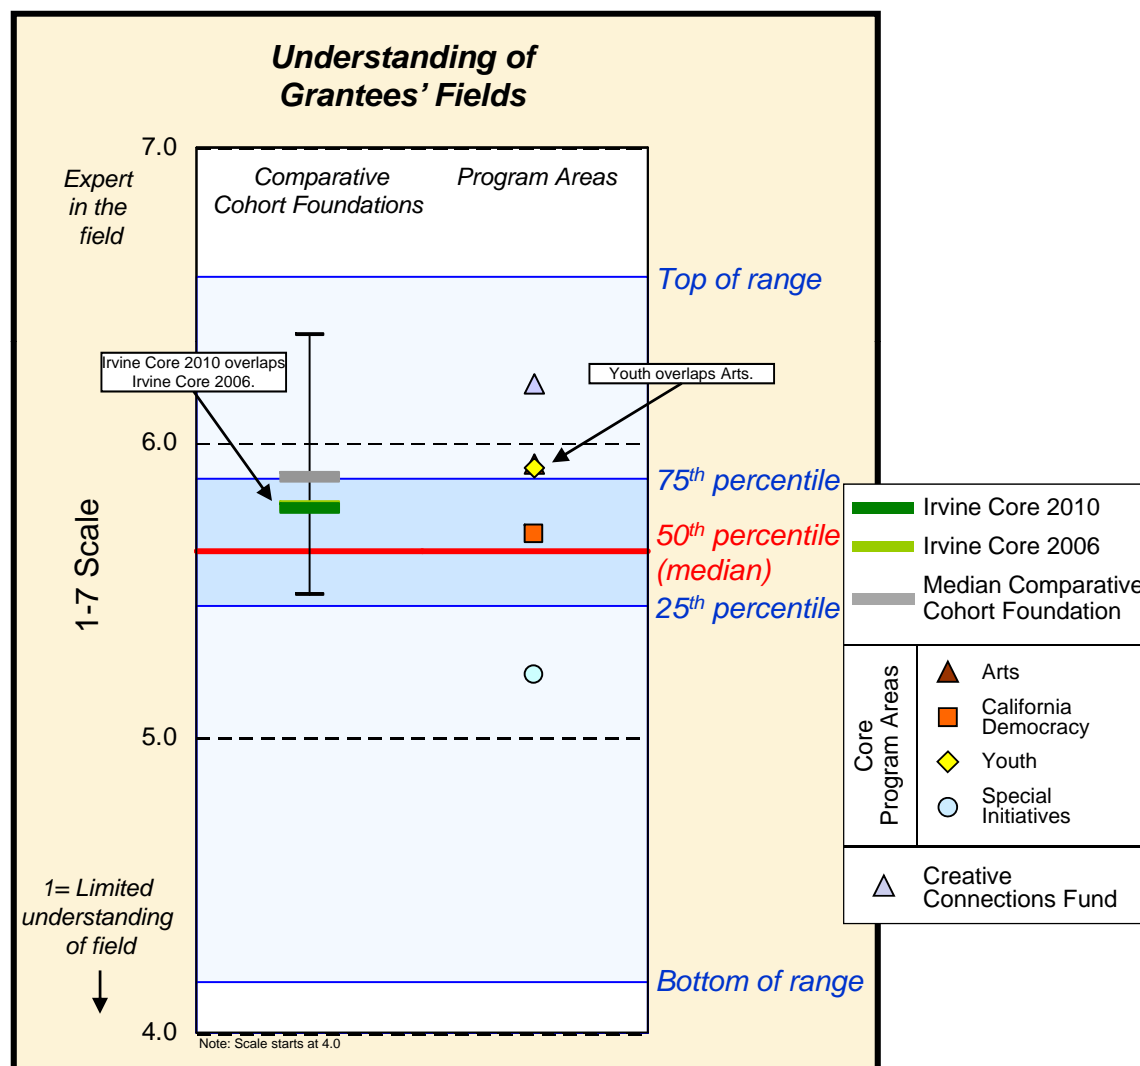 Understanding of
Grantees’ Fields
7.0
Expert
in the
field
Comparative
Cohort Foundations
Program Areas
Top of range
Irvine Core 2010 overlaps
Irvine Core 2006.
Youth overlaps Arts.
6.0
75th percentile
50th percentile
(median)
25th percentile
1-7 Scale
5.0
1= Limited
understanding
of field
Bottom of range
4.0
Note: Scale starts at 4.0
Irvine Core 2010
Irvine Core 2006
Median Comparative
Cohort Foundation
Core
Program Areas
Arts
California
Democracy
Youth
Special
Initiatives
Creative
Connections Fund